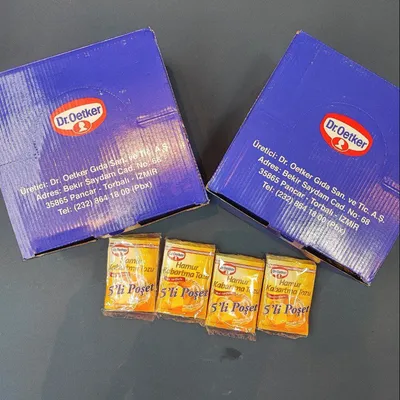 Dr.Oetker
Üretici: Dr. Oetker Gıda San. ve Tic. A.Ş.
Adres: Bekir Saydam Cad. No: 68
35865 Pancar - Torbalı - İZMİR
Tel: (232) 864 18 00 (Pbx)
Dr.Oetker
Üretici: Dr. Oetker Gıda San. ve Tic. A.Ş.
Adres: Bekir Saydam Cad. No: 68
35865 Pancar - Torbalı - İZMİR
Tel: (232) 864 18 00 (Pbx)
Dr.Oetker
Hamur
Kabartma Tozu
5'li Poşet
Dr.Oetker
Hamur
Kabartma Tozu
5'li Poşet
Dr.Oetker
Hamur
Kabartma Tozu
5'li Poşet
Dr.Oetker
Hamur
Kabartma Tozu
5'li Poşet